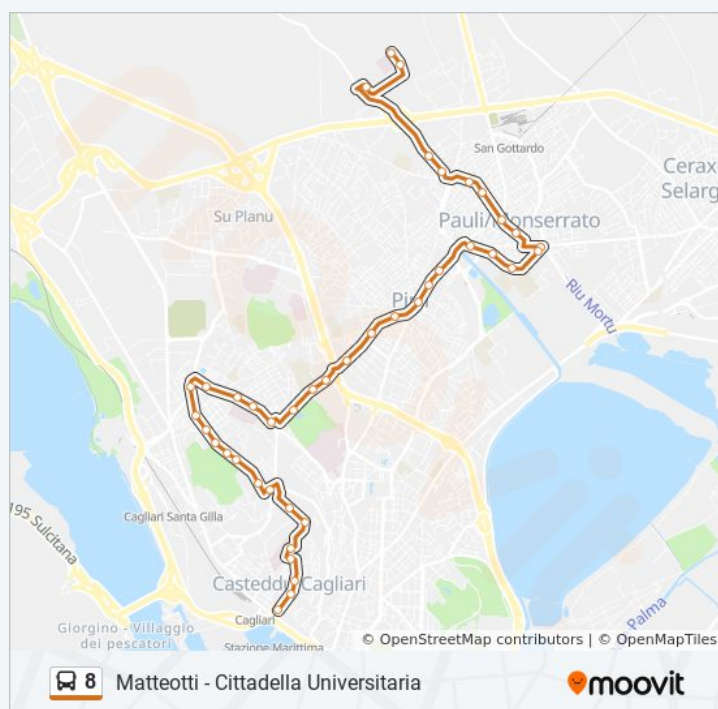 San Gottardo
Cerax
Selarg
Su Planu
Pauli/Monserrato
Riu Mortu
195 Sulcitana
Cagliari Santa Gilla
Casteddu/Cagliari
Cagliari
Giorgino - Villaggio
dei pescatori
Stazione Marittima
Palma
© OpenStreetMap contributors | © OpenMapTiles
8 Matteotti - Cittadella Universitaria
moovit